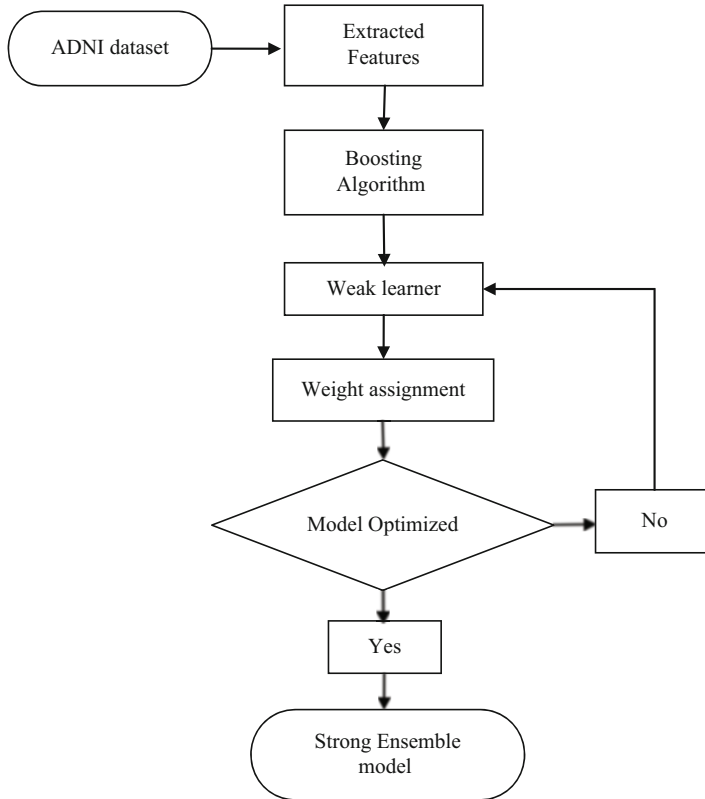 ADNI dataset
Extracted
Features
Boosting
Algorithm
Weak learner
Weight assignment
Model Optimized
No
Yes
Strong Ensemble
model